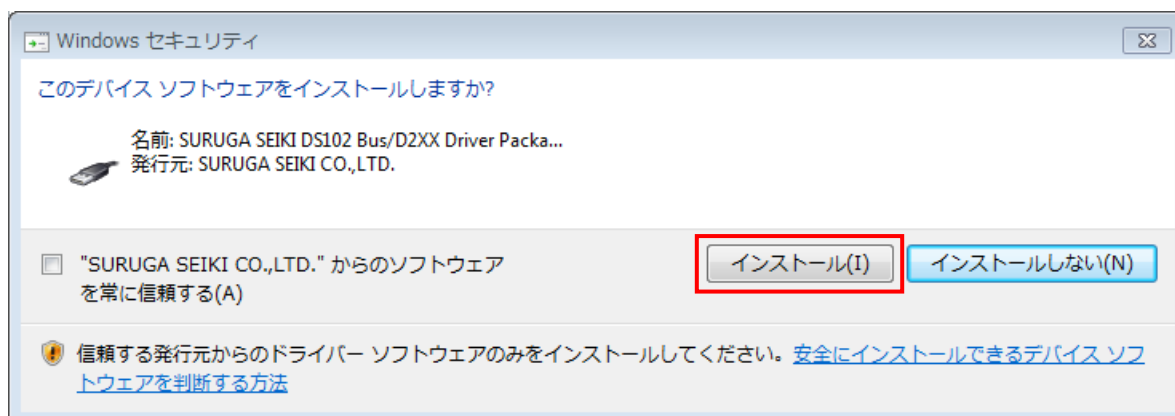 Windows セキュリティ
このデバイス ソフトウェアをインストールしますか?
名前: SURUGA SEIKI DS102 Bus/D2XX Driver Packa...
発行元: SURUGA SEIKI CO.,LTD.
"SURUGA SEIKI CO.,LTD." からのソフトウェア
を常に信頼する(A)
インストール(I)
インストールしない(N)
信頼する発行元からのドライバー ソフトウェアのみをインストールしてください。安全にインストールできるデバイス ソフ
トウェアを判断する方法